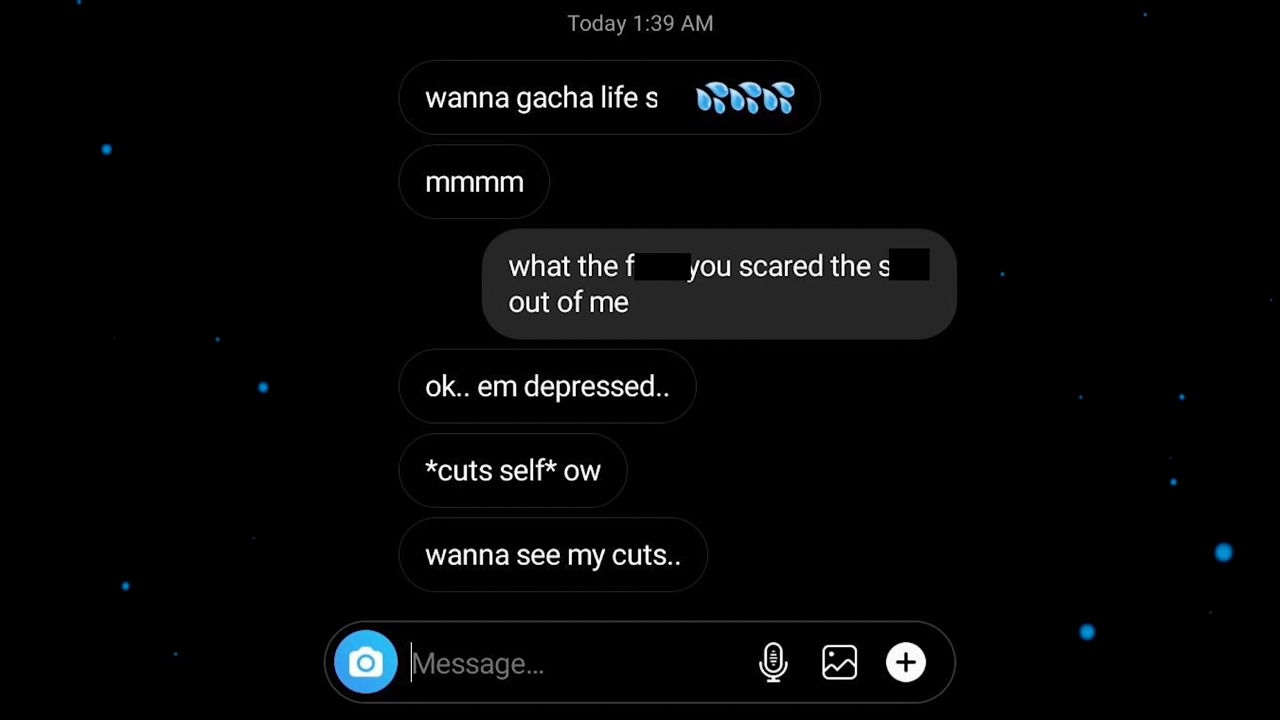 Today 1:39 AM
wanna gacha life s 💦💦💦
mmmm
what the f you scared the s
out of me
ok.. em depressed..
*cuts self* ow
wanna see my cuts..
Message...